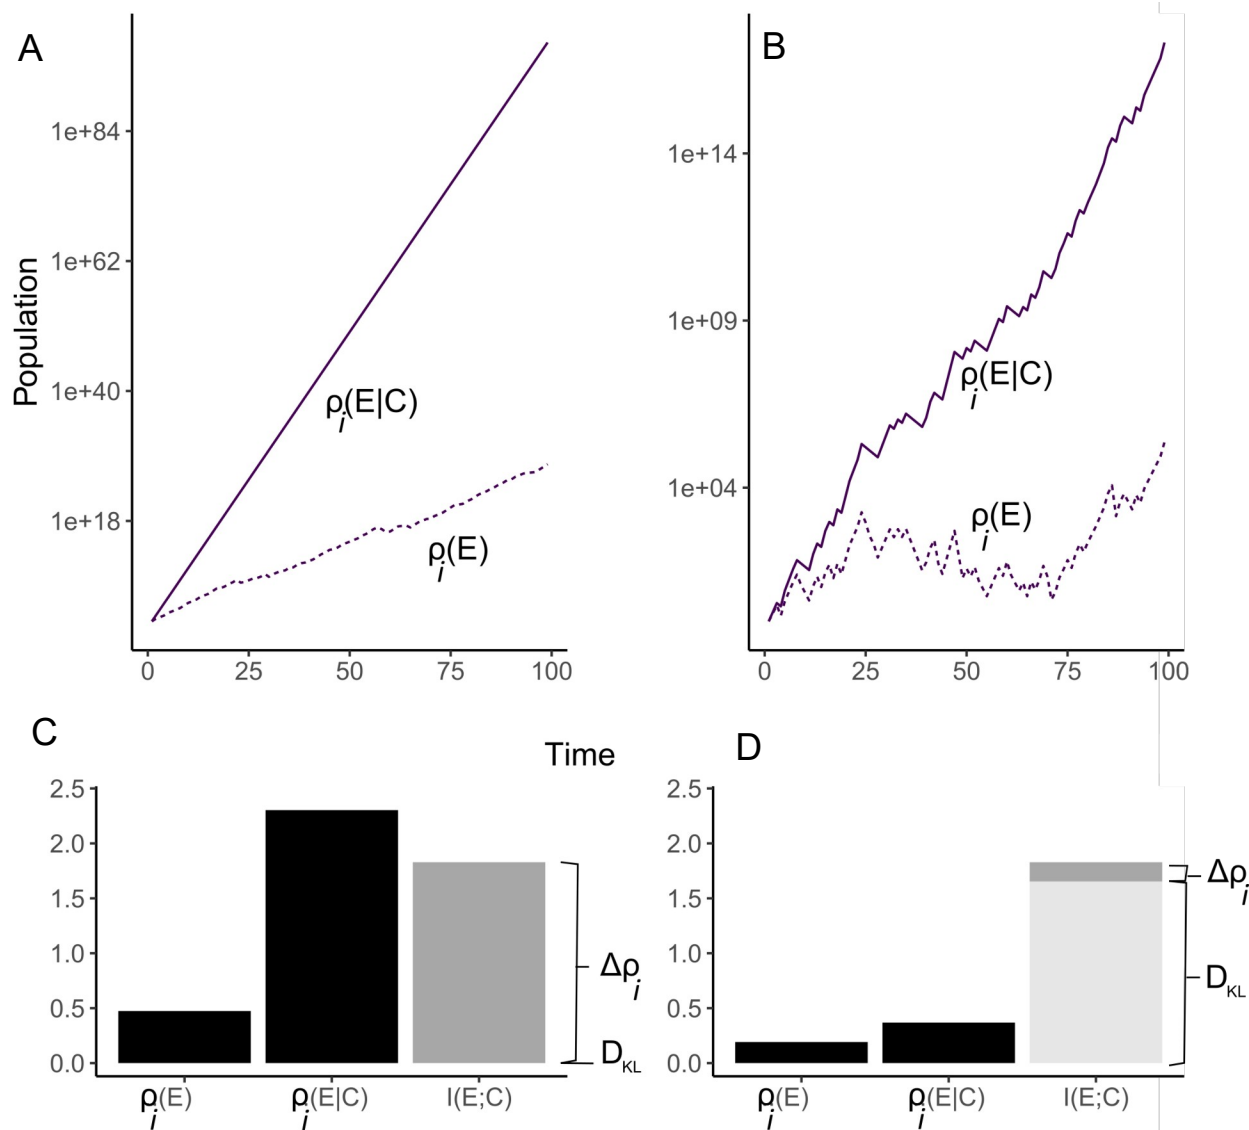 A
B
Population
1e+84
1e+62
1e+40
1e+18
ρi(E|C)
ρi(E)
0 25 50 75 100
1e+14
1e+09
1e+04
ρi(E|C)
ρi(E)
0 25 50 75 100
Time
C
2.5
2.0
1.5
1.0
0.5
0.0
Δρi
DKL
ρi(E) ρi(E|C) I(E;C)
D
2.5
2.0
1.5
1.0
0.5
0.0
Δρi
DKL
ρi(E) ρi(E|C) I(E;C)